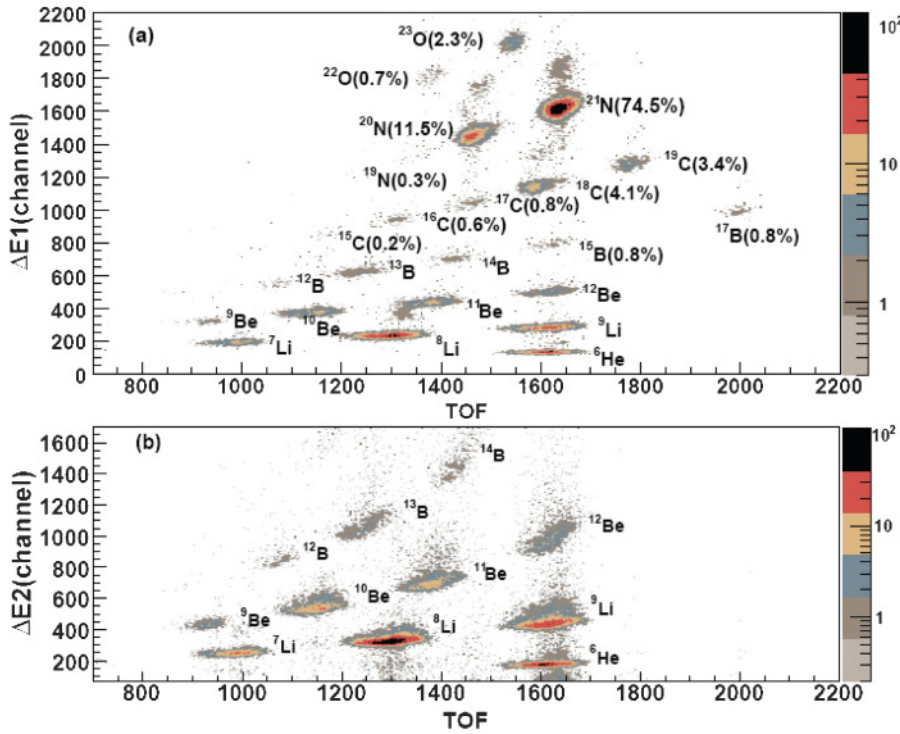 2200
2000
1800
1600
1400
1200
1000
800
600
400
200
0
ΔE1(channel)
(a)
²³O(2.3%)
²²O(0.7%)
²¹N(74.5%)
²⁰N(11.5%)
¹⁹C(3.4%)
¹⁹N(0.3%)
¹⁷C(0.8%)
¹⁸C(4.1%)
¹⁶C(0.6%)
¹⁷B(0.8%)
¹⁵C(0.2%)
¹⁵B(0.8%)
¹²B
¹³B
¹⁴B
¹²Be
⁹Be
¹⁰Be
¹¹Be
⁹Li
⁷Li
⁸Li
⁶He
800 1000 1200 1400 1600 1800 2000 2200
TOF
10²
10
1
1600
1400
1200
1000
800
600
400
200
ΔE2(channel)
(b)
¹⁴B
¹³B
¹²Be
¹²B
¹¹Be
¹⁰Be
⁹Li
⁹Be
⁸Li
⁷Li
⁶He
800 1000 1200 1400 1600 1800 2000 2200
TOF
10²
10
1